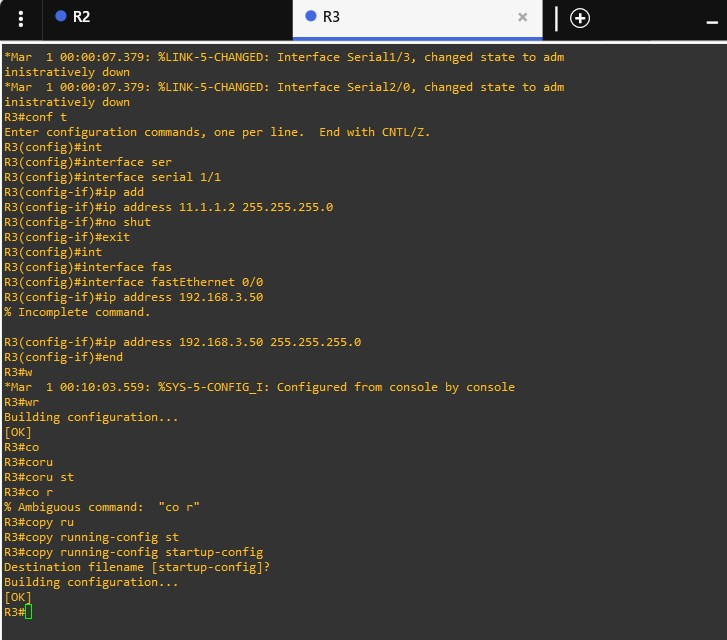 R2
R3
*Mar  1 00:00:07.379: %LINK-5-CHANGED: Interface Serial1/3, changed state to adm
inistratively down
*Mar  1 00:00:07.379: %LINK-5-CHANGED: Interface Serial2/0, changed state to adm
inistratively down
R3#conf t
Enter configuration commands, one per line.  End with CNTL/Z.
R3(config)#int
R3(config)#interface ser
R3(config)#interface serial 1/1
R3(config-if)#ip add
R3(config-if)#ip address 11.1.1.2 255.255.255.0
R3(config-if)#no shut
R3(config-if)#exit
R3(config)#int
R3(config)#interface fas
R3(config)#interface fastEthernet 0/0
R3(config-if)#ip address 192.168.3.50
% Incomplete command.

R3(config-if)#ip address 192.168.3.50 255.255.255.0
R3(config-if)#end
R3#w
*Mar  1 00:10:03.559: %SYS-5-CONFIG_I: Configured from console by console
R3#wr
Building configuration...
[OK]
R3#co
R3#coru
R3#coru st
R3#co r
% Ambiguous command:  "co r"
R3#copy ru
R3#copy running-config st
R3#copy running-config startup-config
Destination filename [startup-config]?
Building configuration...
[OK]
R3#